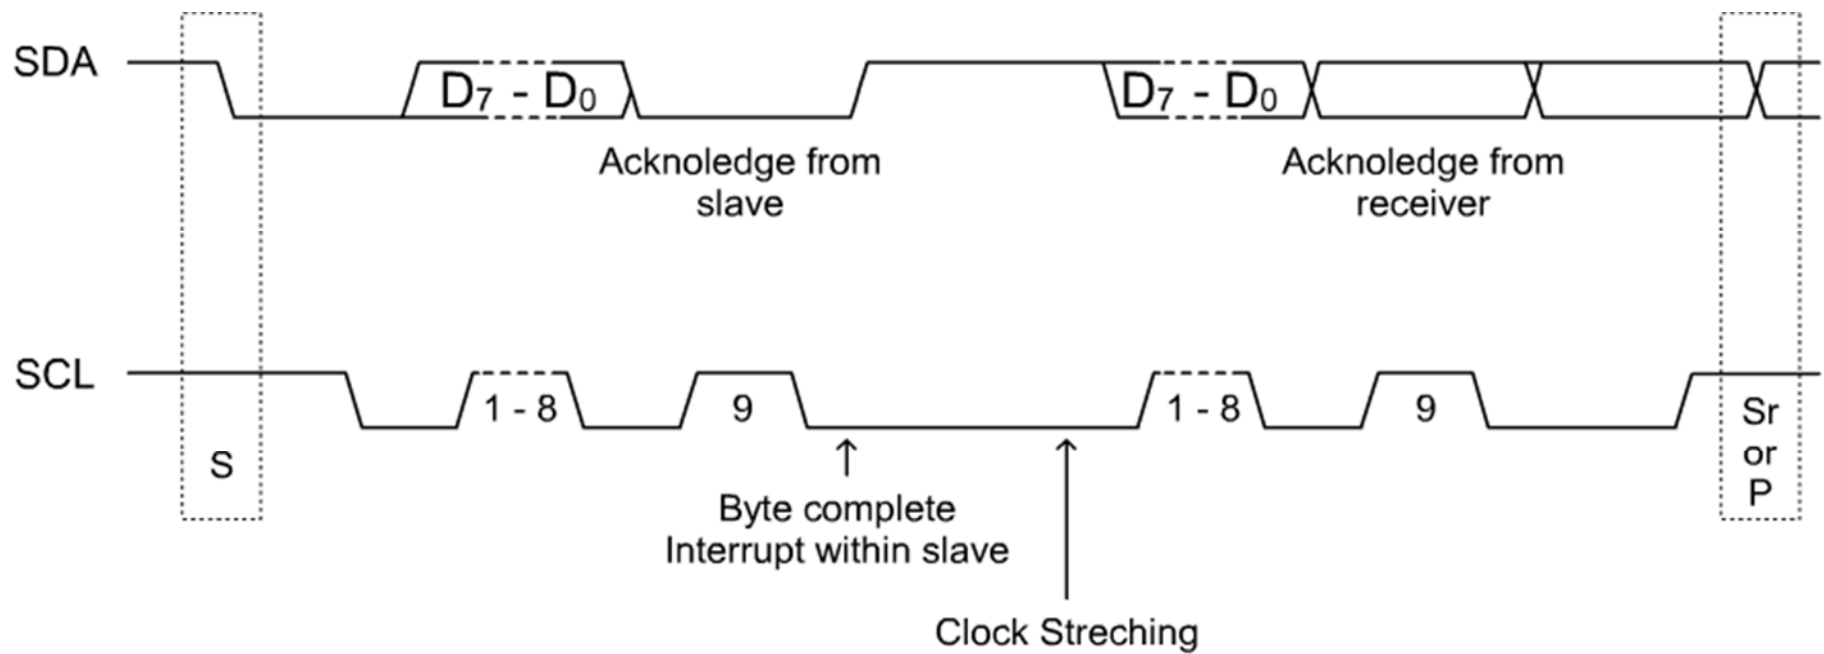 SDA
D7 - D0
D7 - D0
Acknoledge from
slave
Acknoledge from
receiver
SCL
1 - 8
9
1 - 8
9
S
Sr
or
P
Byte complete
Interrupt within slave
Clock Streching